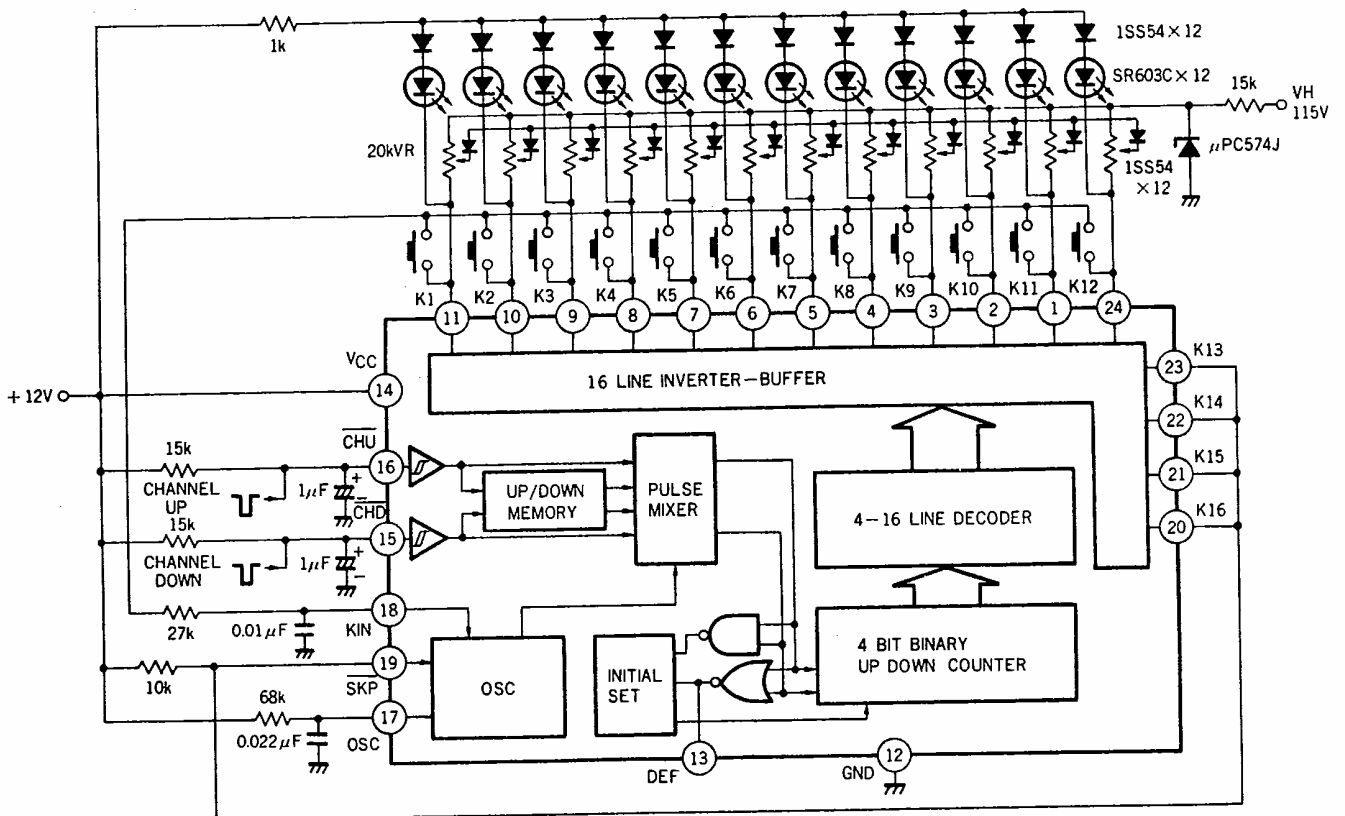 1k
1SS54×12
SR603C×12
15k
VH
115V
20kVR
μPC574J
1SS54
×12
K1 K2 K3 K4 K5 K6 K7 K8 K9 K10 K11 K12
11 10 9 8 7 6 5 4 3 2 1 24
VCC
14
+12V
16 LINE INVERTER-BUFFER
23 K13
22 K14
21 K15
20 K16
CHU
16
15k
CHANNEL
UP
1μF
+
−
CHD
15
15k
CHANNEL
DOWN
1μF
+
−
UP/DOWN
MEMORY
PULSE
MIXER
4-16 LINE DECODER
27k
0.01μF
18
KIN
10k
19
SKP
OSC
68k
0.022μF
17
OSC
INITIAL
SET
4 BIT BINARY
UP DOWN COUNTER
13
DEF
12
GND